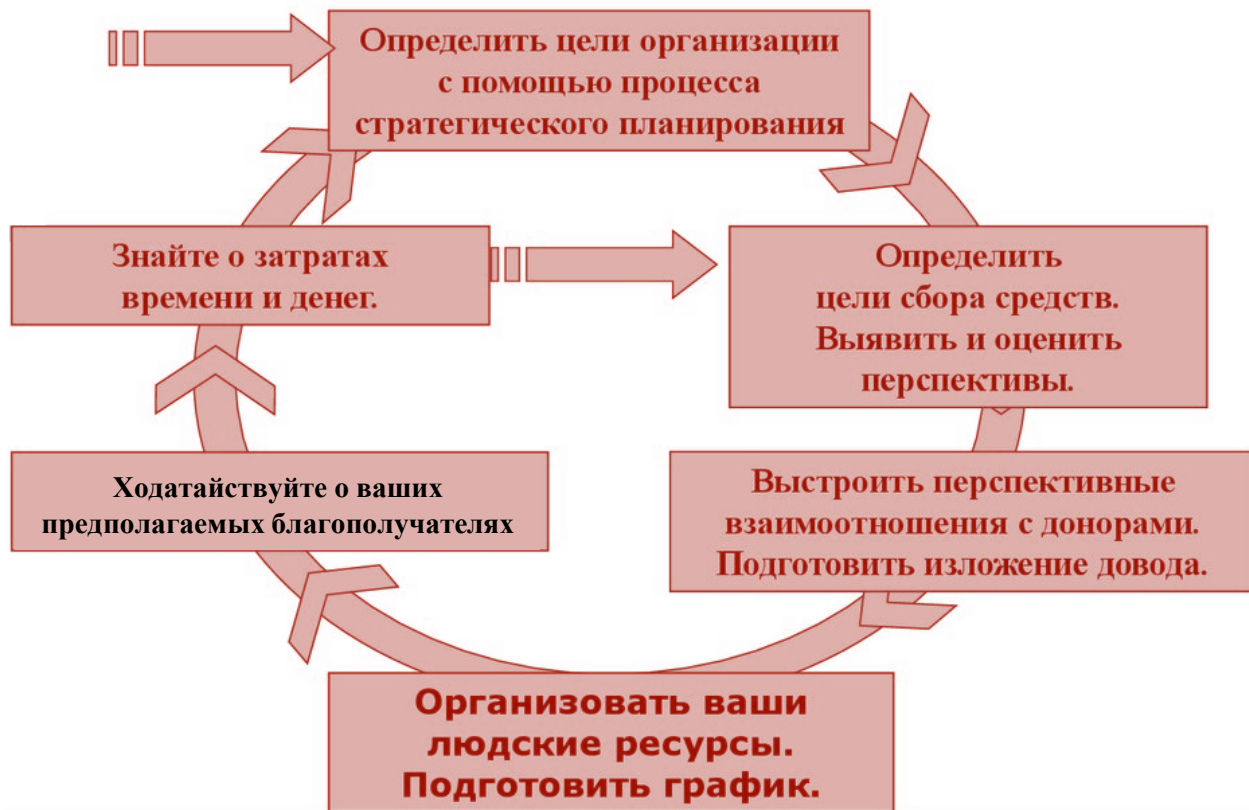 Определить цели организации
с помощью процесса
стратегического планирования
Определить
цели сбора средств.
Выявить и оценить
перспективы.
Выстроить перспективные
взаимоотношения с донорами.
Подготовить изложение довода.
Организовать ваши
людские ресурсы.
Подготовить график.
Ходатайствуйте о ваших
предполагаемых благополучателях
Знайте о затратах
времени и денег.